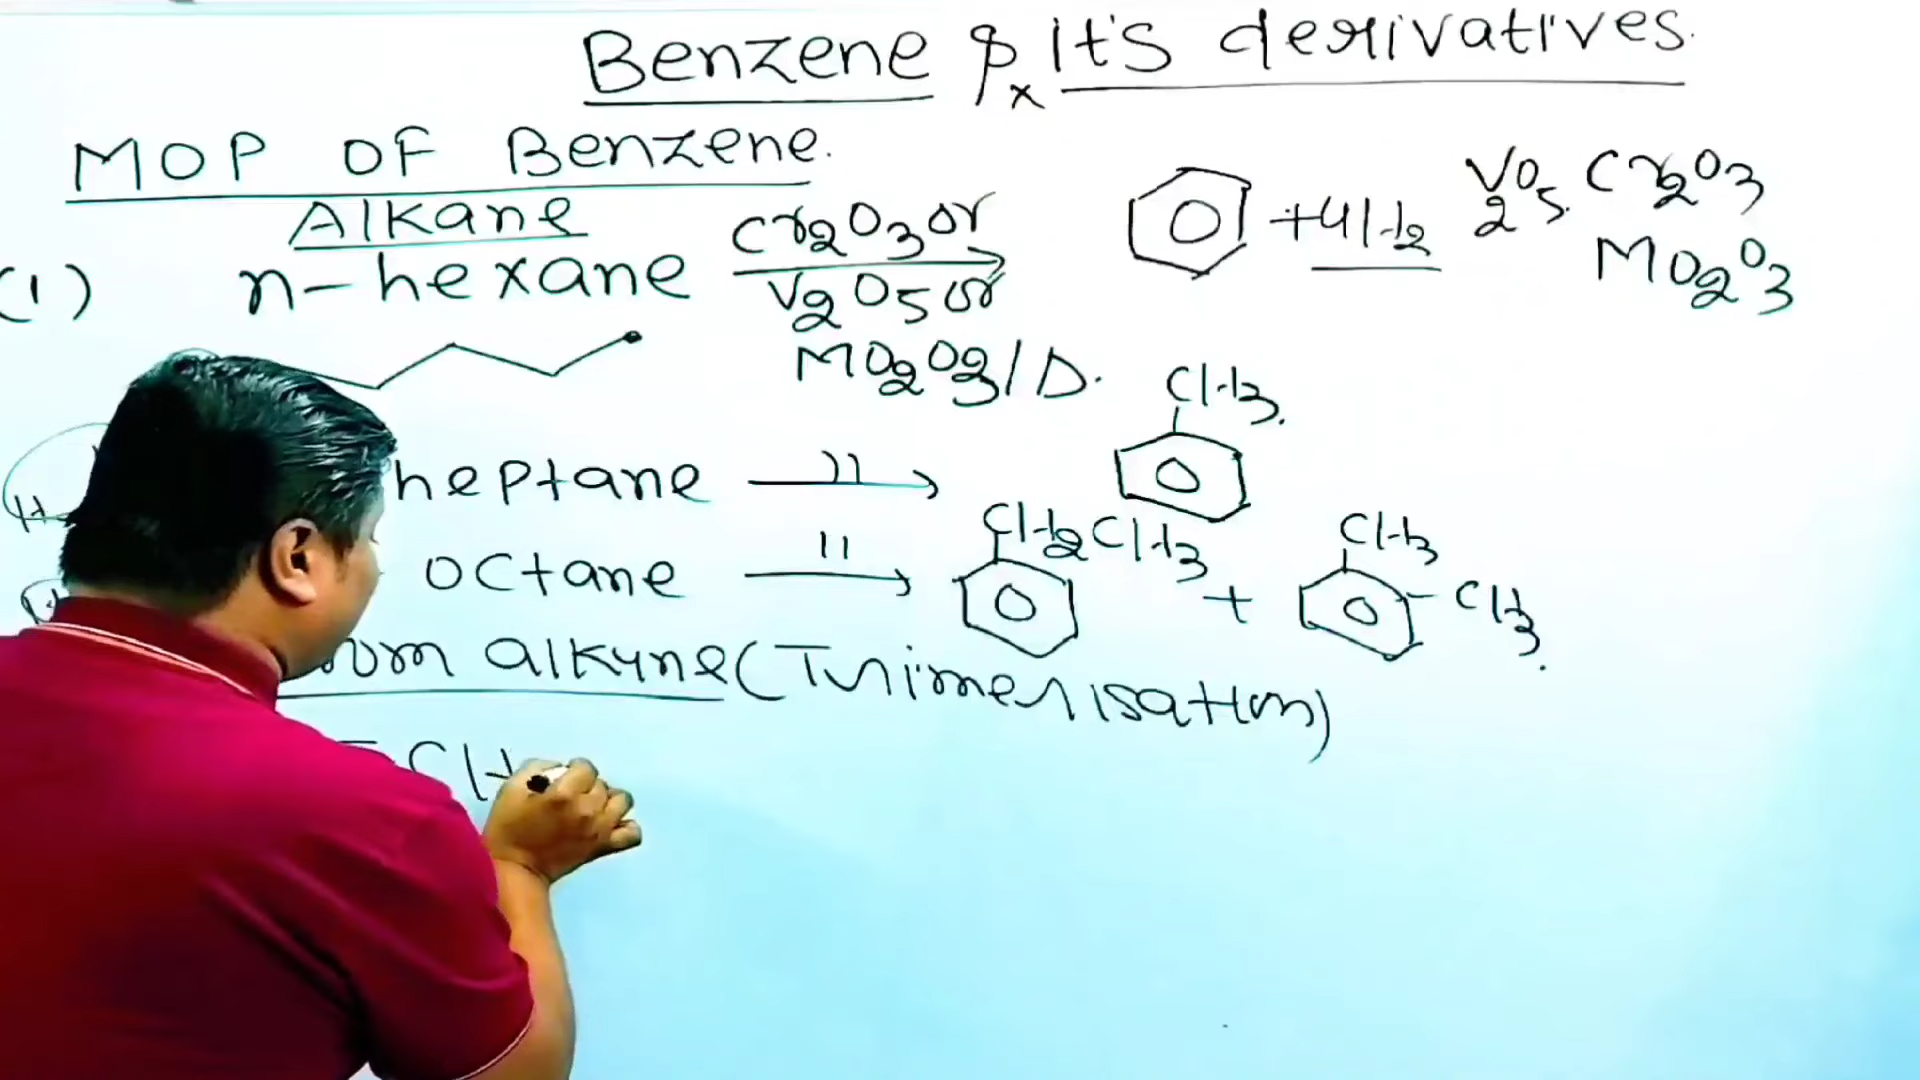 Benzene & It's derivatives.
x
MOP OF Benzene.
Alkane
(1) n-hexane
Cr2O3 or
V2O5 or
MO2O3/D.
+4H2
V2O5. Cr2O3
MO2O3
heptane
CH3.
octane
CH2CH3 + CH3
CH3.
alkyne (Trimerisation)
CH